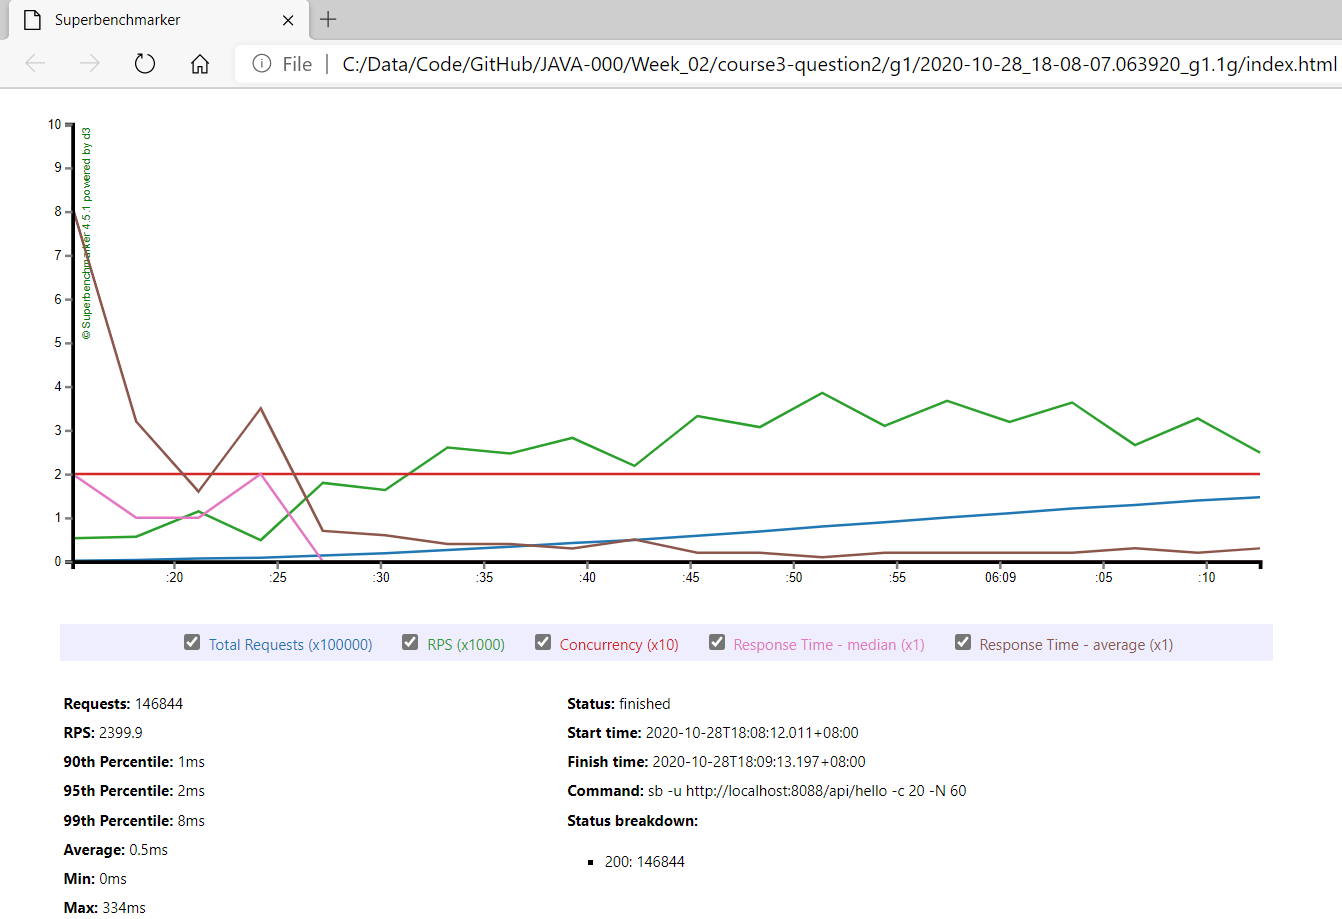 Superbenchmarker
File | C:/Data/Code/GitHub/JAVA-000/Week_02/course3-question2/g1/2020-10-28_18-08-07.063920_g1.1g/index.html
© Superbenchmarker 4.5.1 powered by d3
10
9
8
7
6
5
4
3
2
1
0
:20 :25 :30 :35 :40 :45 :50 :55 06:09 :05 :10
Total Requests (x100000) RPS (x1000) Concurrency (x10) Response Time - median (x1) Response Time - average (x1)
Requests: 146844
RPS: 2399.9
90th Percentile: 1ms
95th Percentile: 2ms
99th Percentile: 8ms
Average: 0.5ms
Min: 0ms
Max: 334ms
Status: finished
Start time: 2020-10-28T18:08:12.011+08:00
Finish time: 2020-10-28T18:09:13.197+08:00
Command: sb -u http://localhost:8088/api/hello -c 20 -N 60
Status breakdown:
200: 146844